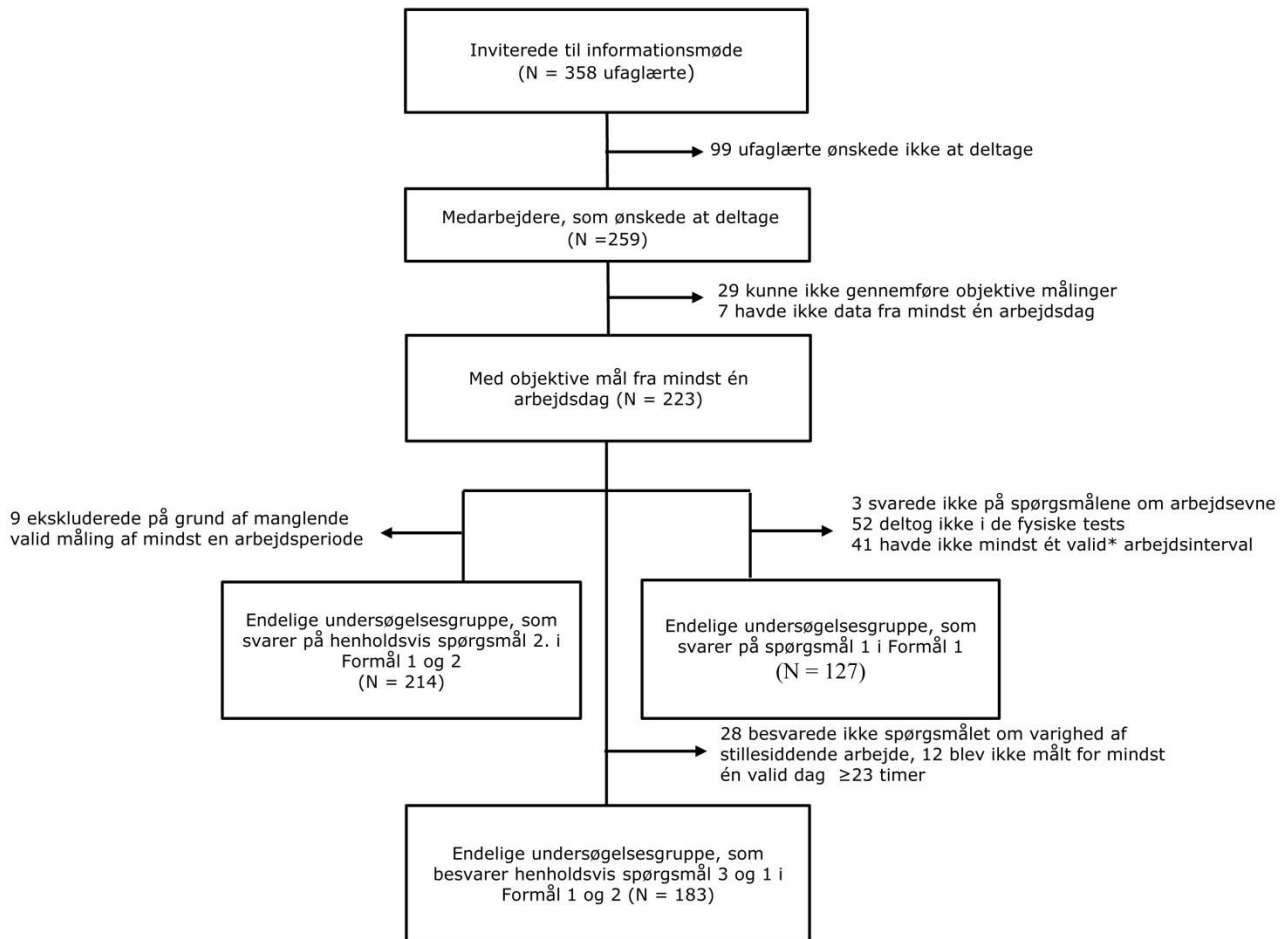 Inviterede til informationsmøde
(N = 358 ufaglærte)
99 ufaglærte ønskede ikke at deltage
Medarbejdere, som ønskede at deltage
(N =259)
29 kunne ikke gennemføre objektive målinger
7 havde ikke data fra mindst én arbejdsdag
Med objektive mål fra mindst én
arbejdsdag (N = 223)
9 ekskluderede på grund af manglende
valid måling af mindst en arbejdsperiode
3 svarede ikke på spørgsmålene om arbejdsevne
52 deltog ikke i de fysiske tests
41 havde ikke mindst ét valid* arbejdsinterval
Endelige undersøgelsesgruppe, som
svarer på henholdsvis spørgsmål 2. i
Formål 1 og 2
(N = 214)
Endelige undersøgelsesgruppe, som
svarer på spørgsmål 1 i Formål 1
(N = 127)
28 besvarede ikke spørgsmålet om varighed af
stillesiddende arbejde, 12 blev ikke målt for mindst
én valid dag ≥23 timer
Endelige undersøgelsesgruppe, som
besvarer henholdsvis spørgsmål 3 og 1 i
Formål 1 og 2 (N = 183)